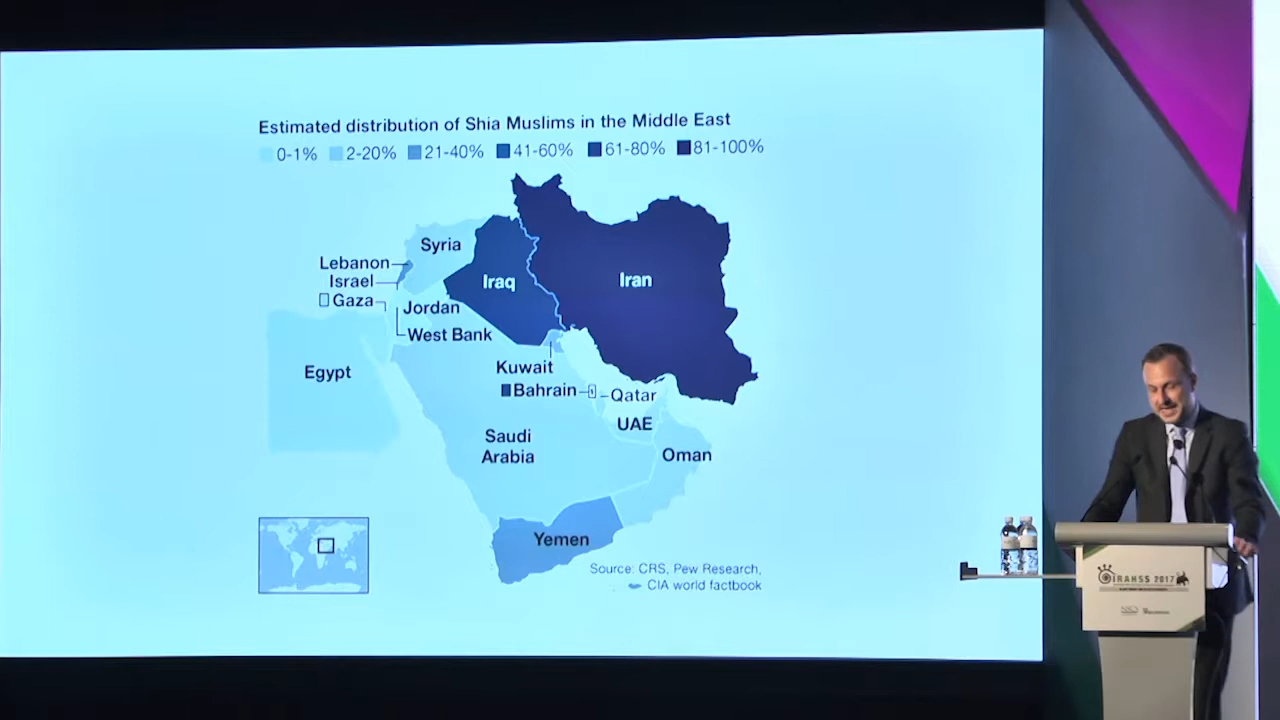 Estimated distribution of Shia Muslims in the Middle East
0-1% 2-20% 21-40% 41-60% 61-80% 81-100%
Syria
Lebanon
Israel
Iraq
Iran
Gaza
Jordan
West Bank
Egypt
Kuwait
Bahrain
Qatar
UAE
Saudi
Arabia
Oman
Yemen
Source: CRS, Pew Research,
CIA world factbook
IRAHSS 2017